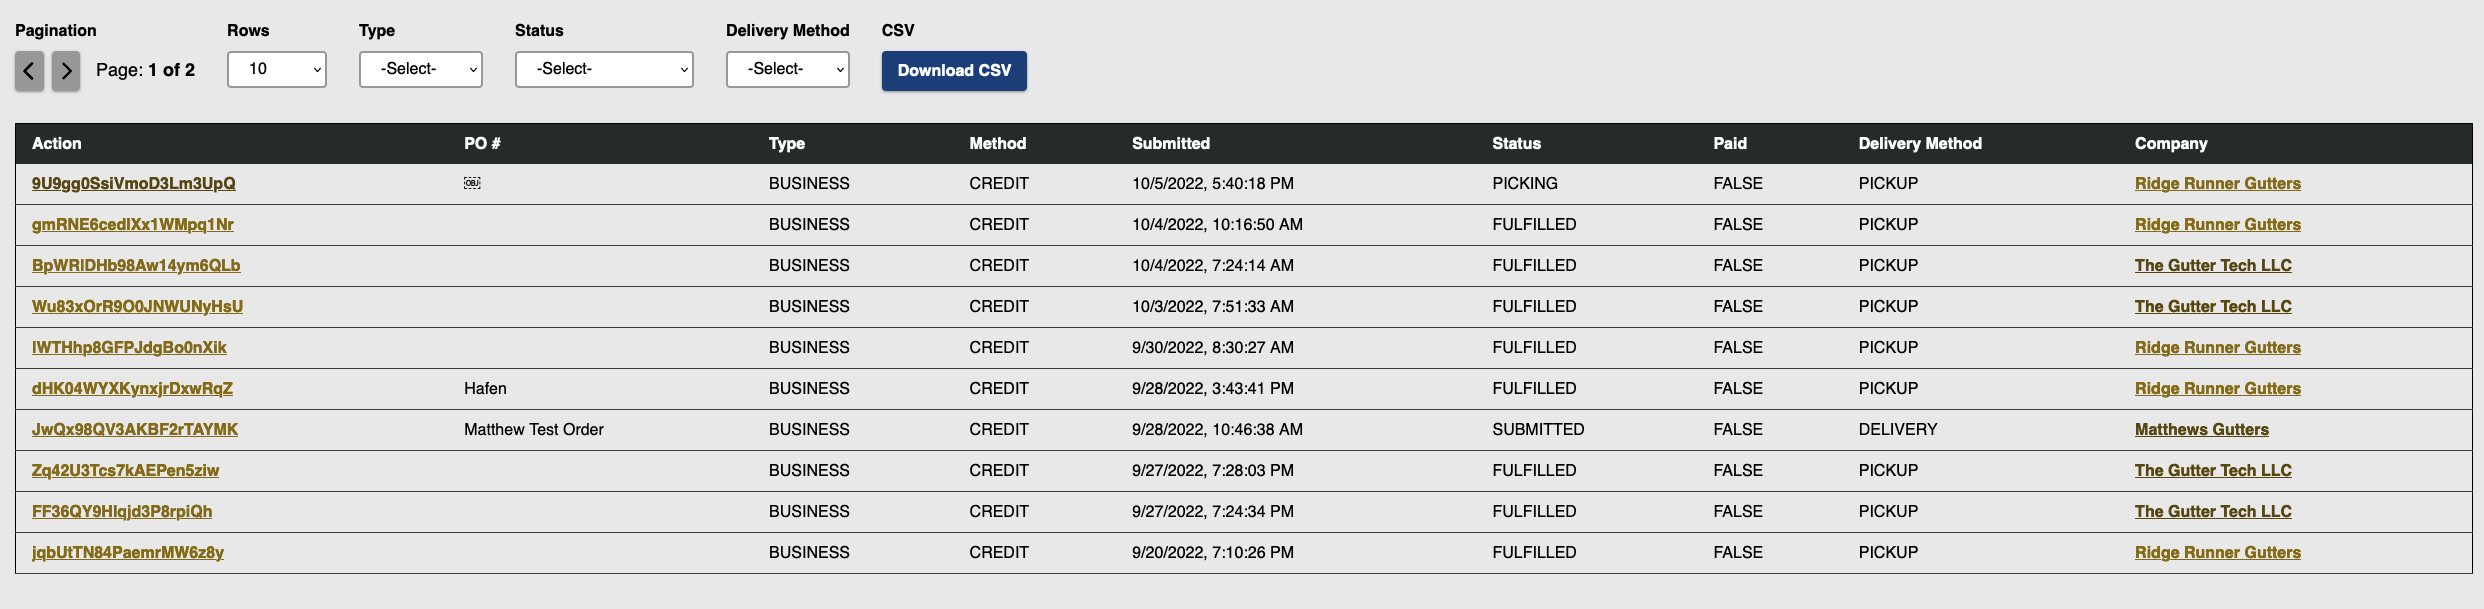 Pagination Rows Type Status Delivery Method CSV
Page: 1 of 2 10 -Select- -Select- -Select- Download CSV
Action PO # Type Method Submitted Status Paid Delivery Method Company
9U9gg0SsiVmoD3Lm3UpQ BUSINESS CREDIT 10/5/2022, 5:40:18 PM PICKING FALSE PICKUP Ridge Runner Gutters
gmRNE6cedIXx1WMpq1Nr BUSINESS CREDIT 10/4/2022, 10:16:50 AM FULFILLED FALSE PICKUP Ridge Runner Gutters
BpWRIDHb98Aw14ym6QLb BUSINESS CREDIT 10/4/2022, 7:24:14 AM FULFILLED FALSE PICKUP The Gutter Tech LLC
Wu83xOrR9O0JNWUNyHsU BUSINESS CREDIT 10/3/2022, 7:51:33 AM FULFILLED FALSE PICKUP The Gutter Tech LLC
IWTHhp8GFPJdgBo0nXik BUSINESS CREDIT 9/30/2022, 8:30:27 AM FULFILLED FALSE PICKUP Ridge Runner Gutters
dHK04WYXKynxjrDxwRqZ Hafen BUSINESS CREDIT 9/28/2022, 3:43:41 PM FULFILLED FALSE PICKUP Ridge Runner Gutters
JwQx98QV3AKBF2rTAYMK Matthew Test Order BUSINESS CREDIT 9/28/2022, 10:46:38 AM SUBMITTED FALSE DELIVERY Matthews Gutters
Zq42U3Tcs7kAEPen5ziw BUSINESS CREDIT 9/27/2022, 7:28:03 PM FULFILLED FALSE PICKUP The Gutter Tech LLC
FF36QY9HIqjd3P8rpiQh BUSINESS CREDIT 9/27/2022, 7:24:34 PM FULFILLED FALSE PICKUP The Gutter Tech LLC
jqbUtTN84PaemrMW6z8y BUSINESS CREDIT 9/20/2022, 7:10:26 PM FULFILLED FALSE PICKUP Ridge Runner Gutters